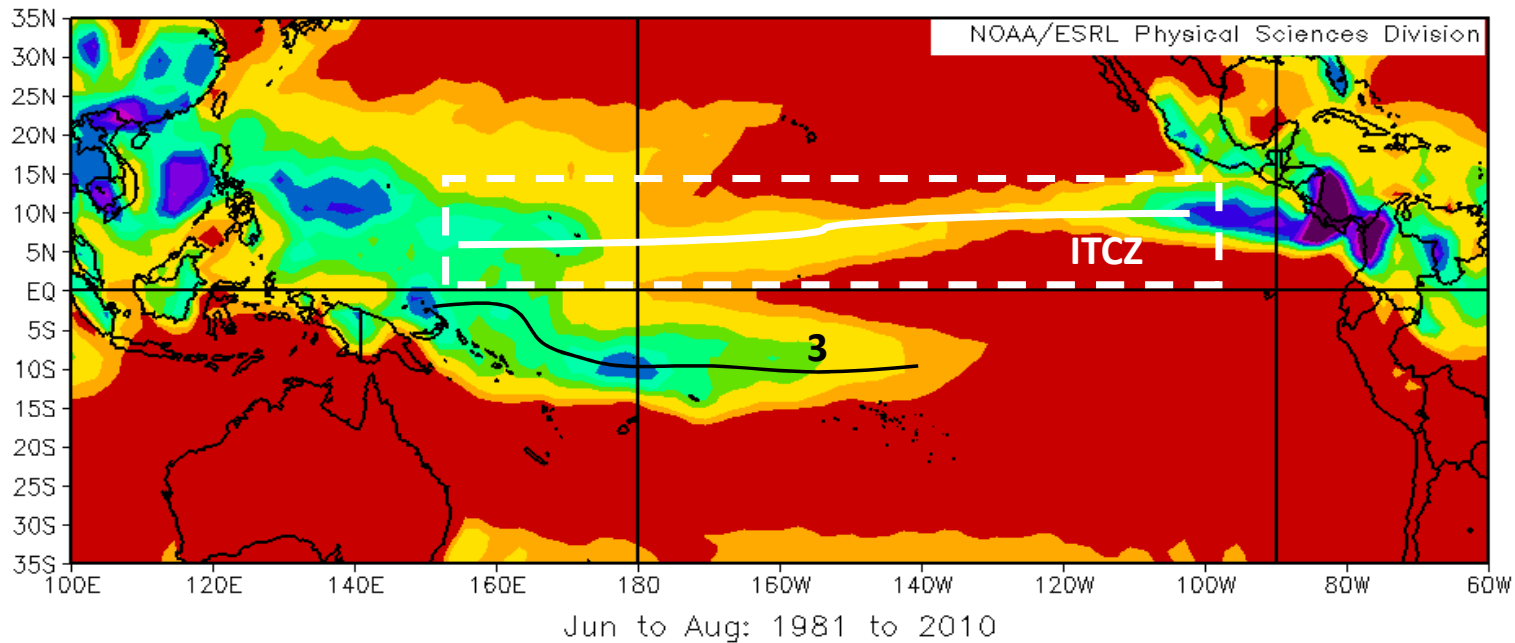 35N
NOAA/ESRL Physical Sciences Division
30N
25N
20N
15N
10N
5N
ITCZ
EQ
5S
3
10S
15S
20S
25S
30S
35S
100E 120E 140E 160E 180 160W 140W 120W 100W 80W 60W
Jun to Aug: 1981 to 2010